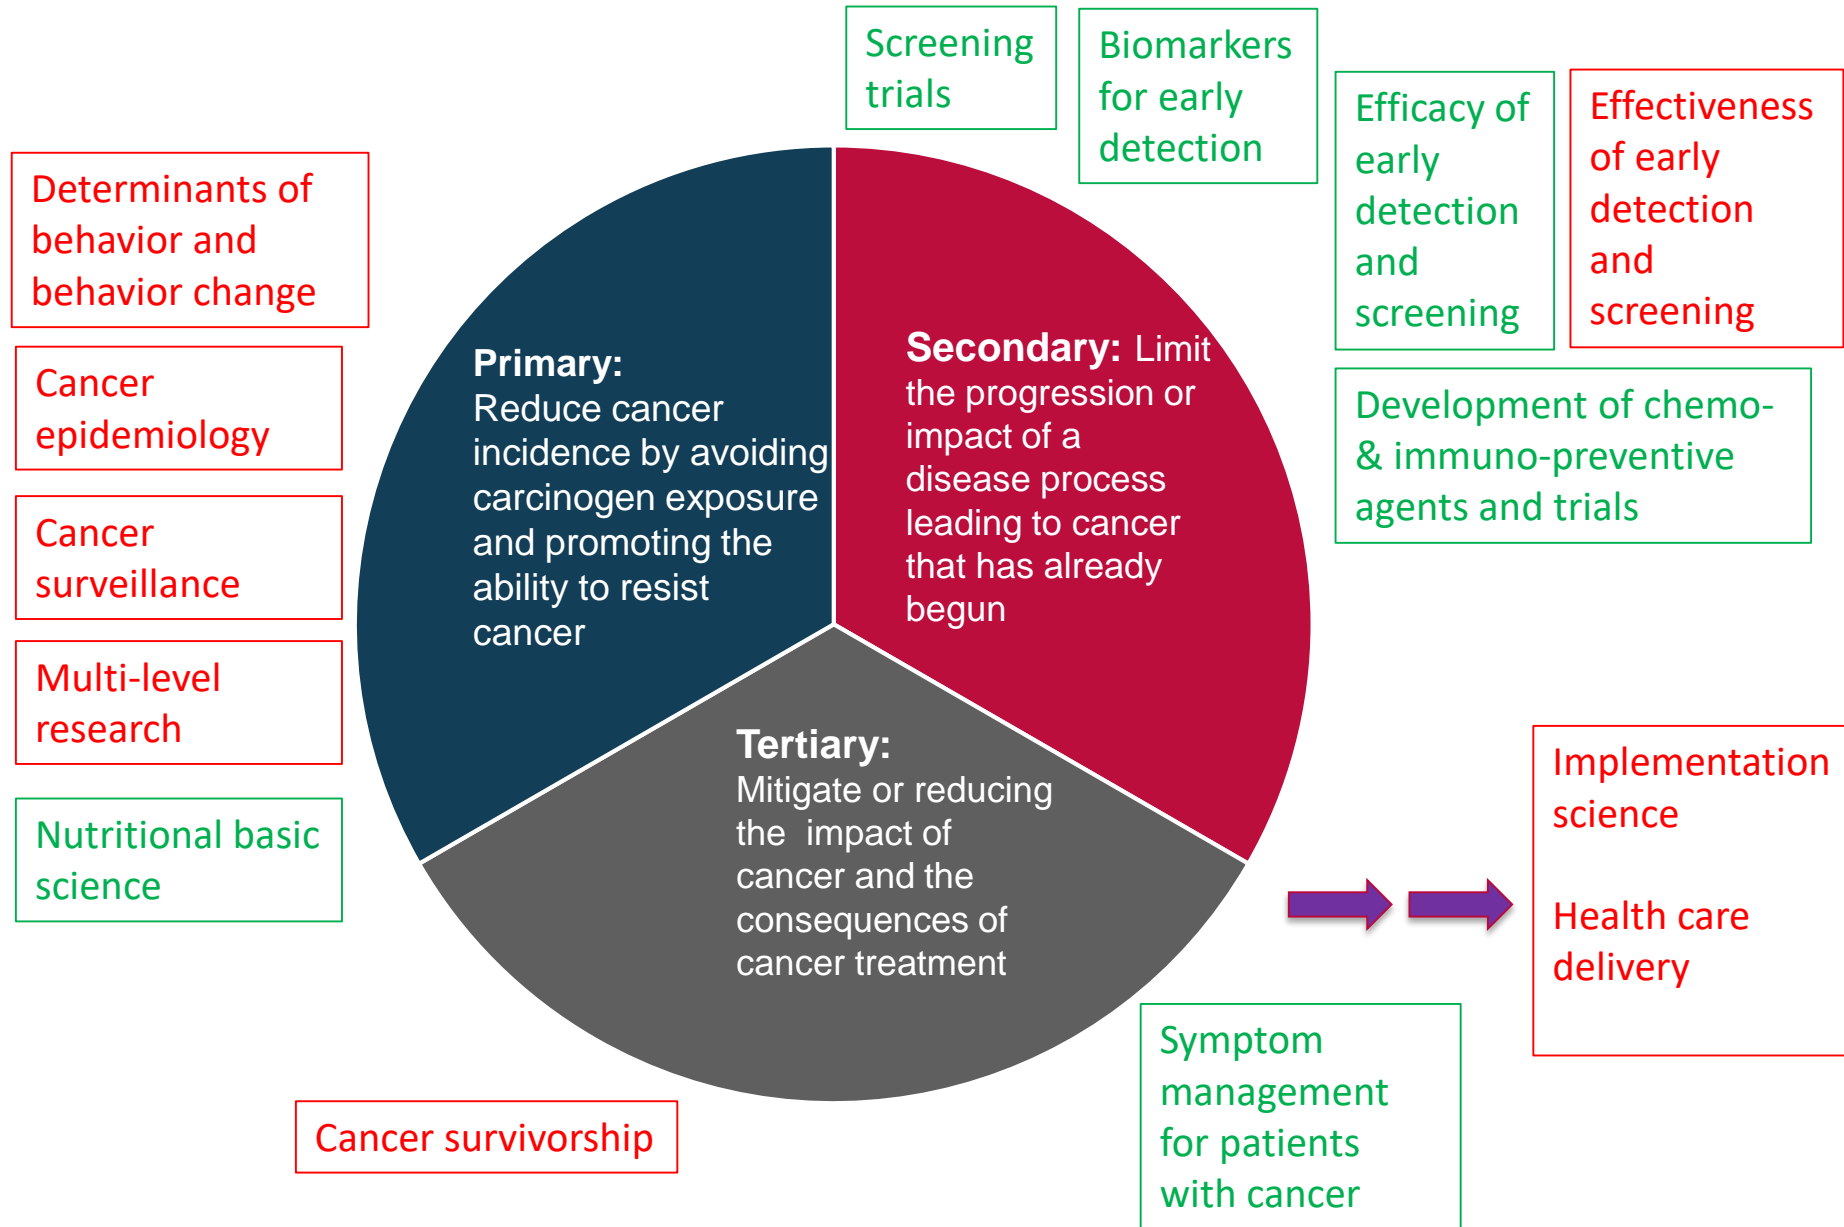 Screening
trials
Biomarkers
for early
detection
Efficacy of
early
detection
and
screening
Effectiveness
of early
detection
and
screening
Determinants of
behavior and
behavior change
Cancer
epidemiology
Cancer
surveillance
Multi-level
research
Nutritional basic
science
Primary:
Reduce cancer
incidence by avoiding
carcinogen exposure
and promoting the
ability to resist
cancer
Secondary: Limit
the progression or
impact of a
disease process
leading to cancer
that has already
begun
Development of chemo-
& immuno-preventive
agents and trials
Tertiary:
Mitigate or reducing
the  impact of
cancer and the
consequences of
cancer treatment
Implementation
science
Health care
delivery
Symptom
management
for patients
with cancer
Cancer survivorship